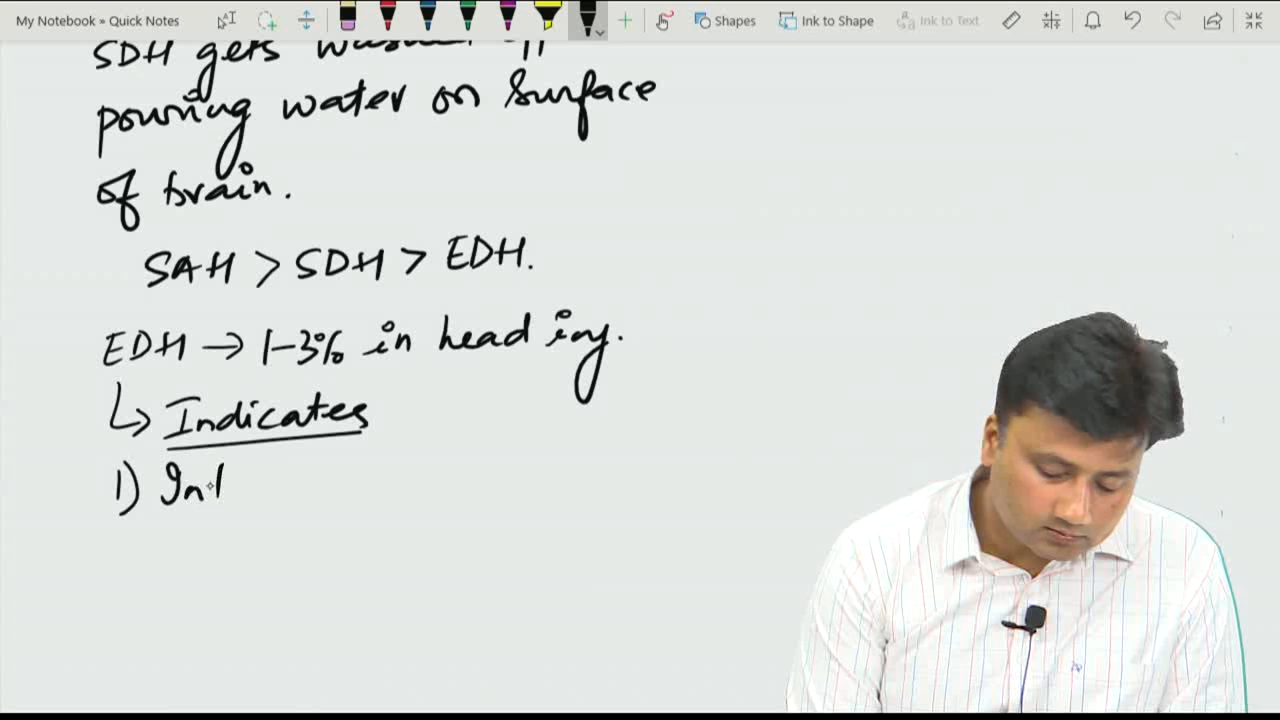 My Notebook » Quick Notes
Shapes
Ink to Shape
Ink to Text
SDH gets
pouring water on surface
of brain.
SAH > SDH > EDH.
EDH → 1-3% in head inj.
↳ Indicates
1) Int